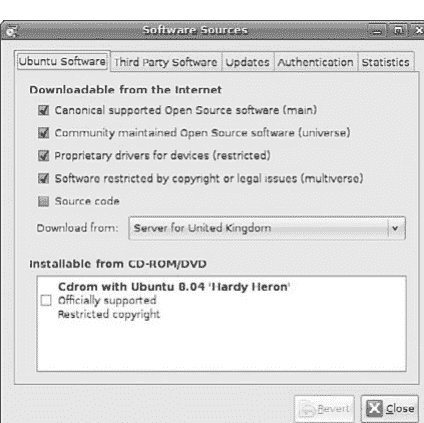 Software Sources
Ubuntu Software Third Party Software Updates Authentication Statistics
Downloadable from the Internet
Canonical supported Open Source software (main)
Community maintained Open Source software (universe)
Proprietary drivers for devices (restricted)
Software restricted by copyright or legal issues (multiverse)
Source code
Download from: Server for United Kingdom
Installable from CD-ROM/DVD
Cdrom with Ubuntu 8.04 'Hardy Heron'
Officially supported
Restricted copyright
Revert Close